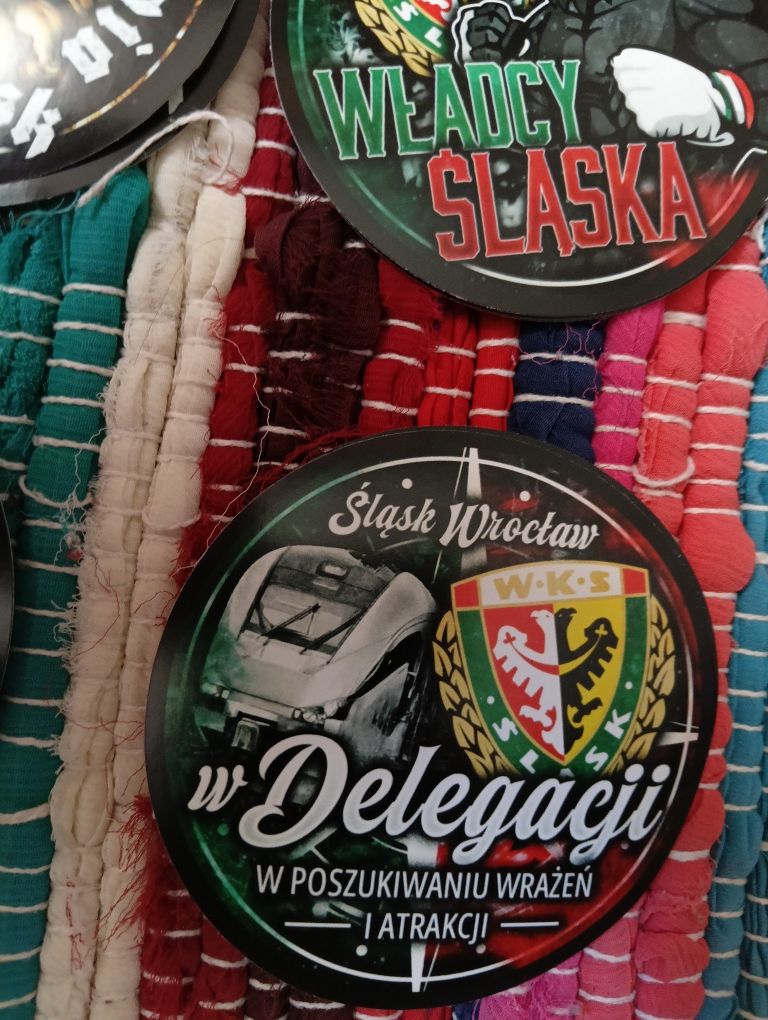 WŁADCY
ŚLĄSKA
Śląsk Wrocław
W·K·S
ŚLĄSK
w Delegacji
W POSZUKIWANIU WRAŻEŃ
I ATRAKCJI